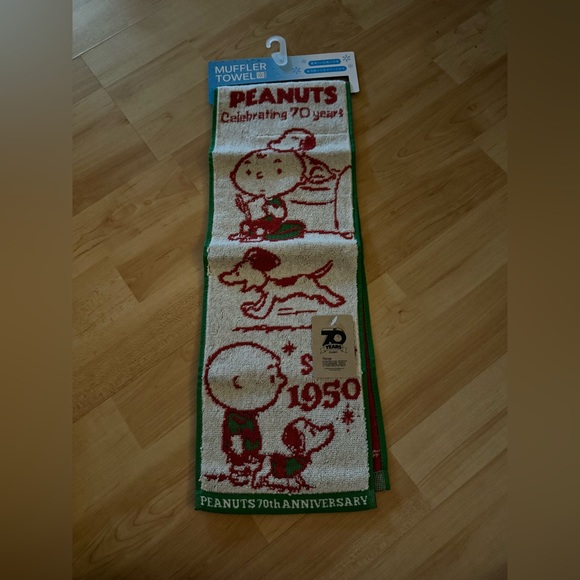 MUFFLER
TOWEL
PEANUTS
Celebrating 70 years
70
YEARS
$
1950
PEANUTS 70th ANNIVERSARY